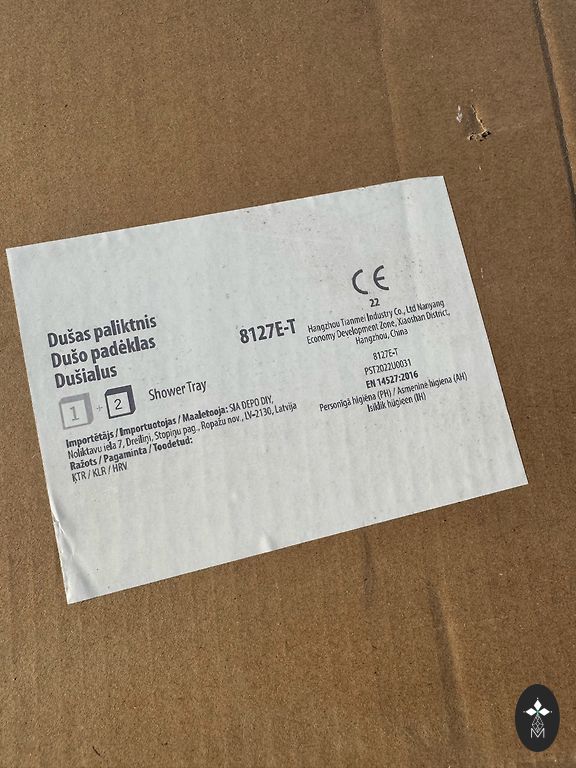 Dušas paliktnis
Dušo padėklas
Dušialus
8127E-T
1 + 2 Shower Tray
Importētājs / Importuotojas / Maaletooja: SIA DEPO DIY,
Noliktavu iela 7, Dreiliņi, Stopiņu pag., Ropažu nov., LV-2130, Latvija
Ražots / Pagaminta / Toodetud:
ĶTR / KLR / HRV
CE
22
Hangzhou Tianmei Industry Co., Ltd Nanyang
Economy Development Zone, Xiaoshan District,
Hangzhou, China
8127E-T
PST2022U0031
EN 14527:2016
Personīgā higiēna (PH) / Asmeninė higiena (AH)
Isiklik hügieen (IH)
M